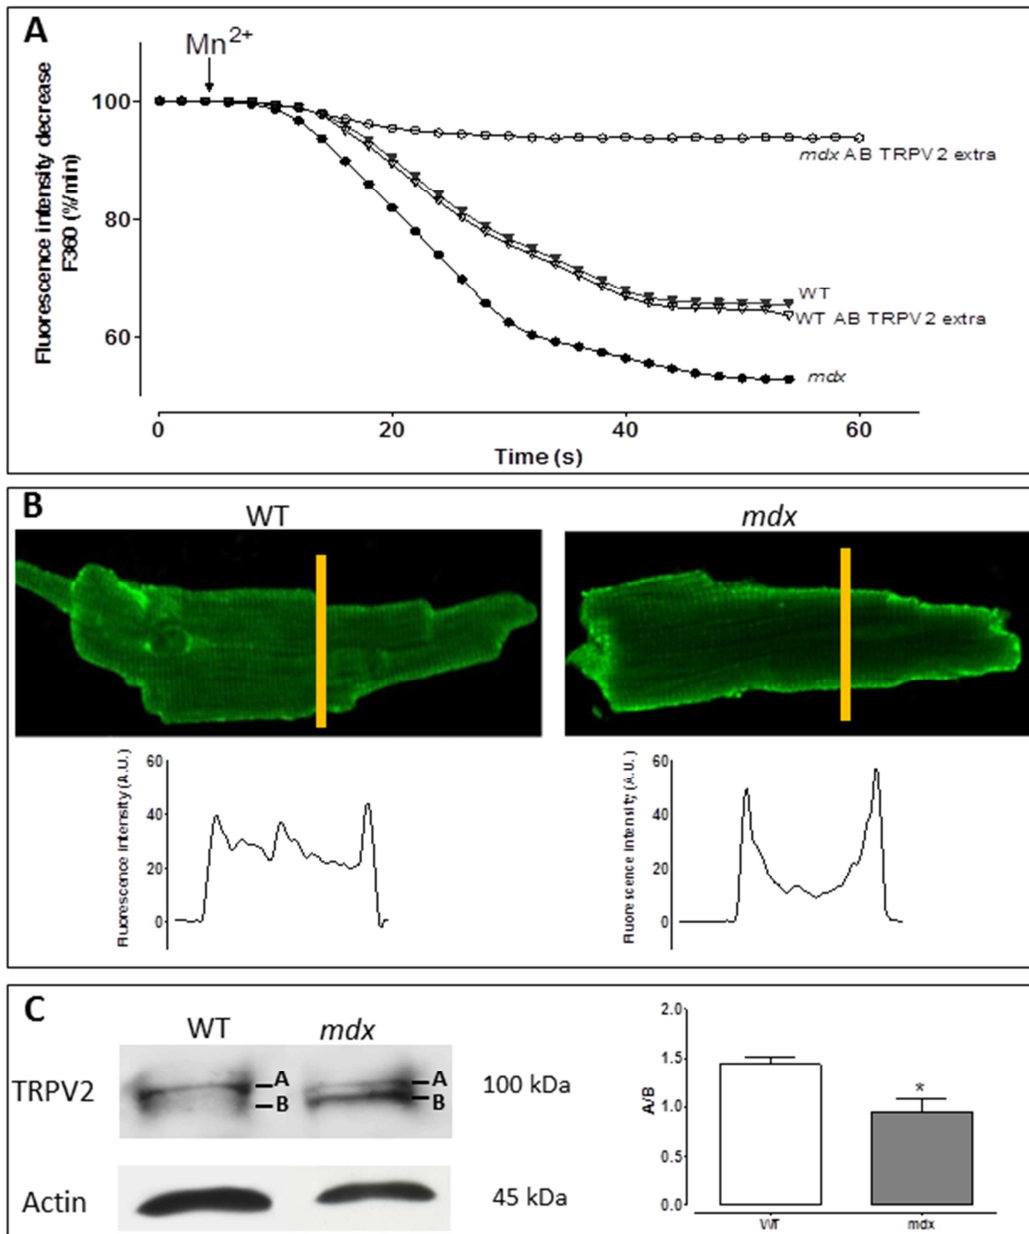 A
Mn2+
Fluorescence intensity decrease
F360 (%/min)
100
80
60
mdx AB TRPV2 extra
WT
WT AB TRPV2 extra
mdx
0 20 40 60
Time (s)
B
WT mdx
Fluorescence intensity (A.U.)
60
40
20
0
Fluorescence intensity (A.U.)
60
40
20
0
C
WT mdx
TRPV2
A
B
A
B
100 kDa
Actin
45 kDa
A/B
2.0
1.5
1.0
0.5
0.0
*
WT mdx